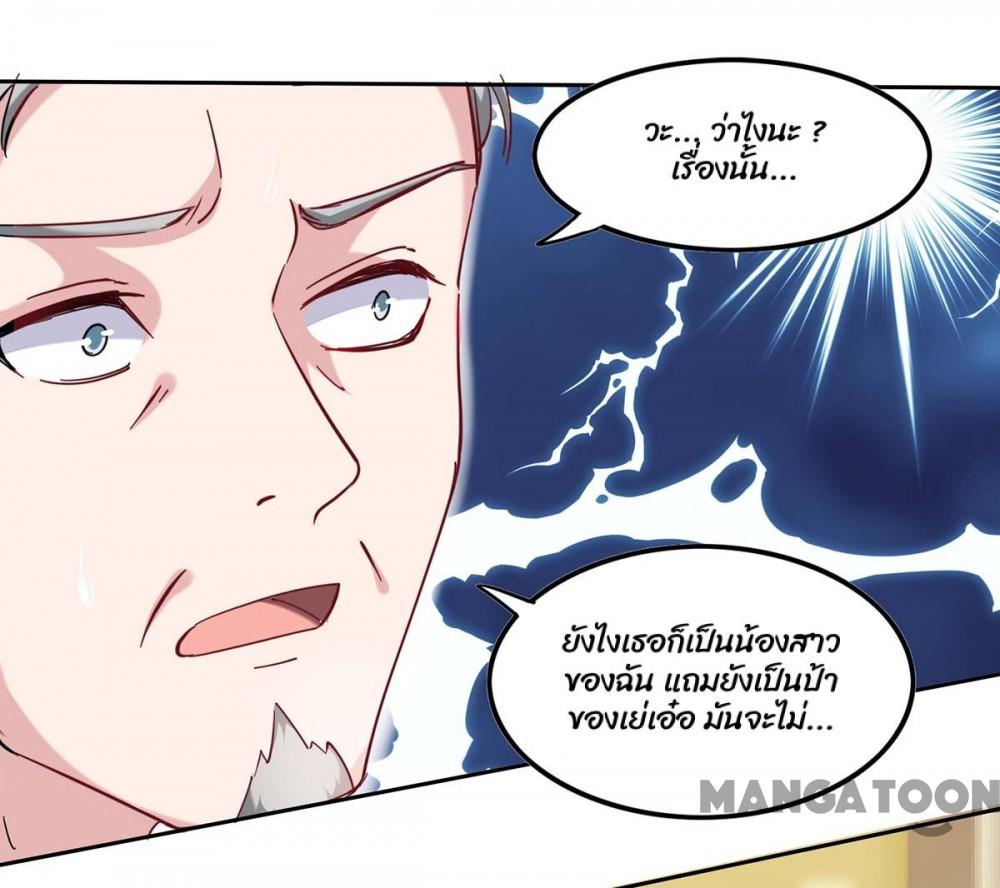 วะ.., ว่าไงนะ ?
เรื่องนั้น...
ยังไงเธอก็เป็นน้องสาว
ของฉัน แถมยังเป็นป้า
ของเย่เอ๋อ มันจะไม่...
MANGATOON